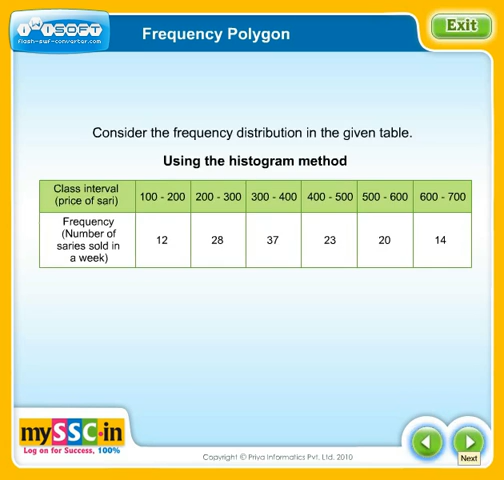 iwisoft
flash-swf-converter.com
Frequency Polygon
Exit
Consider the frequency distribution in the given table.
Using the histogram method
Class interval
(price of sari)
100 - 200
200 - 300
300 - 400
400 - 500
500 - 600
600 - 700
Frequency
(Number of
saries sold in
a week)
12
28
37
23
20
14
mySSC.in
Log on for Success, 100%
Copyright © Priya Informatics Pvt. Ltd. 2010
Next